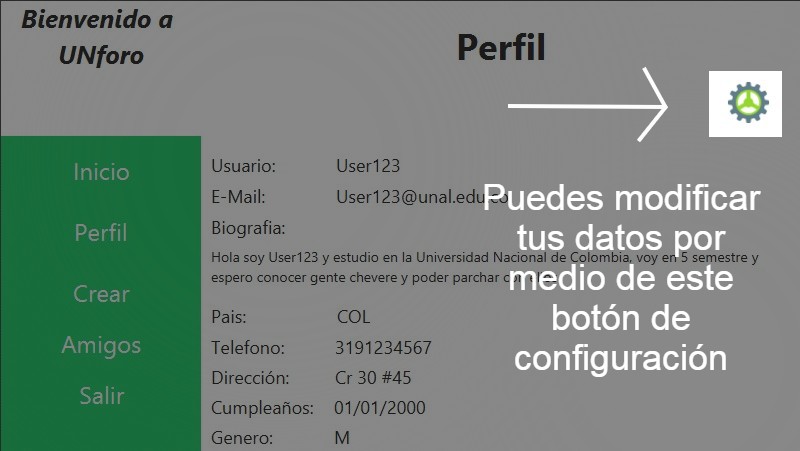 Bienvenido a
UNforo
Perfil
Inicio
Perfil
Crear
Amigos
Salir
Usuario: User123
E-Mail: User123@unal.edu.co
Biografia:
Hola soy User123 y estudio en la Universidad Nacional de Colombia, voy en 5 semestre y
espero conocer gente chevere y poder parchar con
Pais: COL
Telefono: 3191234567
Dirección: Cr 30 #45
Cumpleaños: 01/01/2000
Genero: M
Puedes modificar
tus datos por
medio de este
botón de
configuración